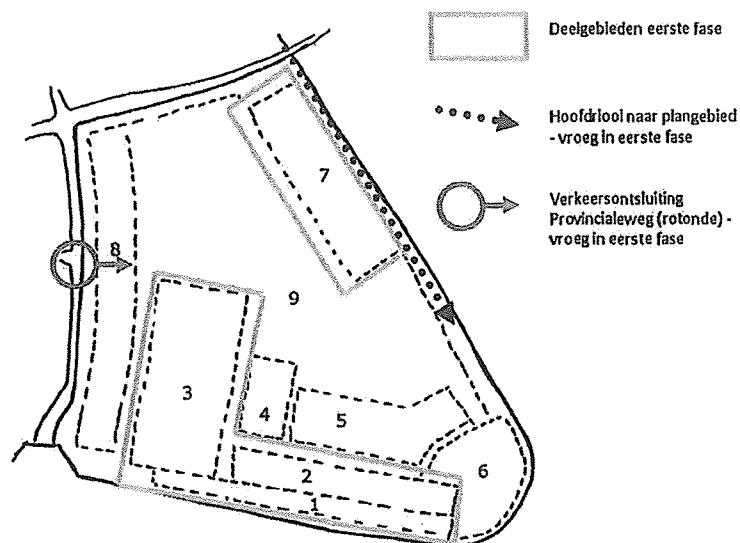 Deelgebieden eerste fase
Hoofdriool naar plangebied
- vroeg in eerste fase
Verkeersontsluiting
Provincialeweg (rotonde) -
vroeg in eerste fase
7
8
9
3
4
5
2
6
1